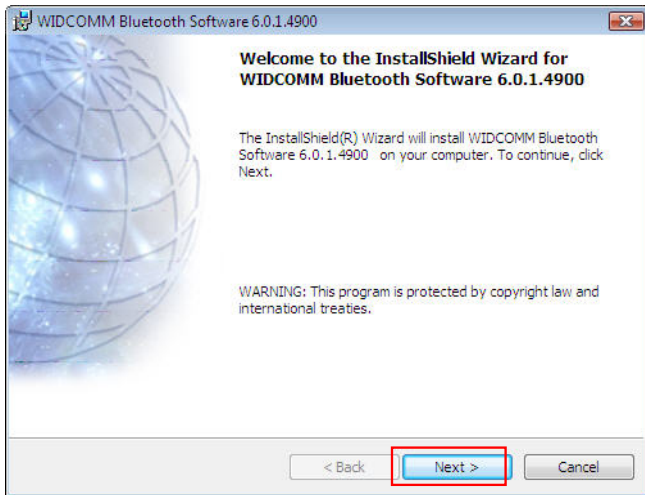 WIDCOMM Bluetooth Software 6.0.1.4900
Welcome to the InstallShield Wizard for
WIDCOMM Bluetooth Software 6.0.1.4900
The InstallShield(R) Wizard will install WIDCOMM Bluetooth
Software 6.0.1.4900 on your computer. To continue, click
Next.
WARNING: This program is protected by copyright law and
international treaties.
< Back
Next >
Cancel